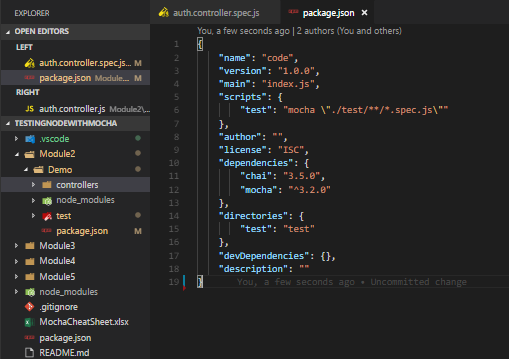 EXPLORER
OPEN EDITORS
LEFT
auth.controller.spec.js... M
package.json Module... M
RIGHT
auth.controller.js Module2\...
TESTINGNODEWITHMOCHA
.vscode
Module2
Demo
controllers
node_modules
test
package.json M
Module3
Module4
Module5
node_modules
.gitignore
MochaCheatSheet.xlsx
package.json
README.md
auth.controller.spec.js
package.json
You, a few seconds ago | 2 authors (You and others)
1 {
2 "name": "code",
3 "version": "1.0.0",
4 "main": "index.js",
5 "scripts": {
6 "test": "mocha \"./test/**/*.spec.js\""
7 },
8 "author": "",
9 "license": "ISC",
10 "dependencies": {
11 "chai": "3.5.0",
12 "mocha": "^3.2.0"
13 },
14 "directories": {
15 "test": "test"
16 },
17 "devDependencies": {},
18 "description": ""
19 } You, a few seconds ago • Uncommitted change